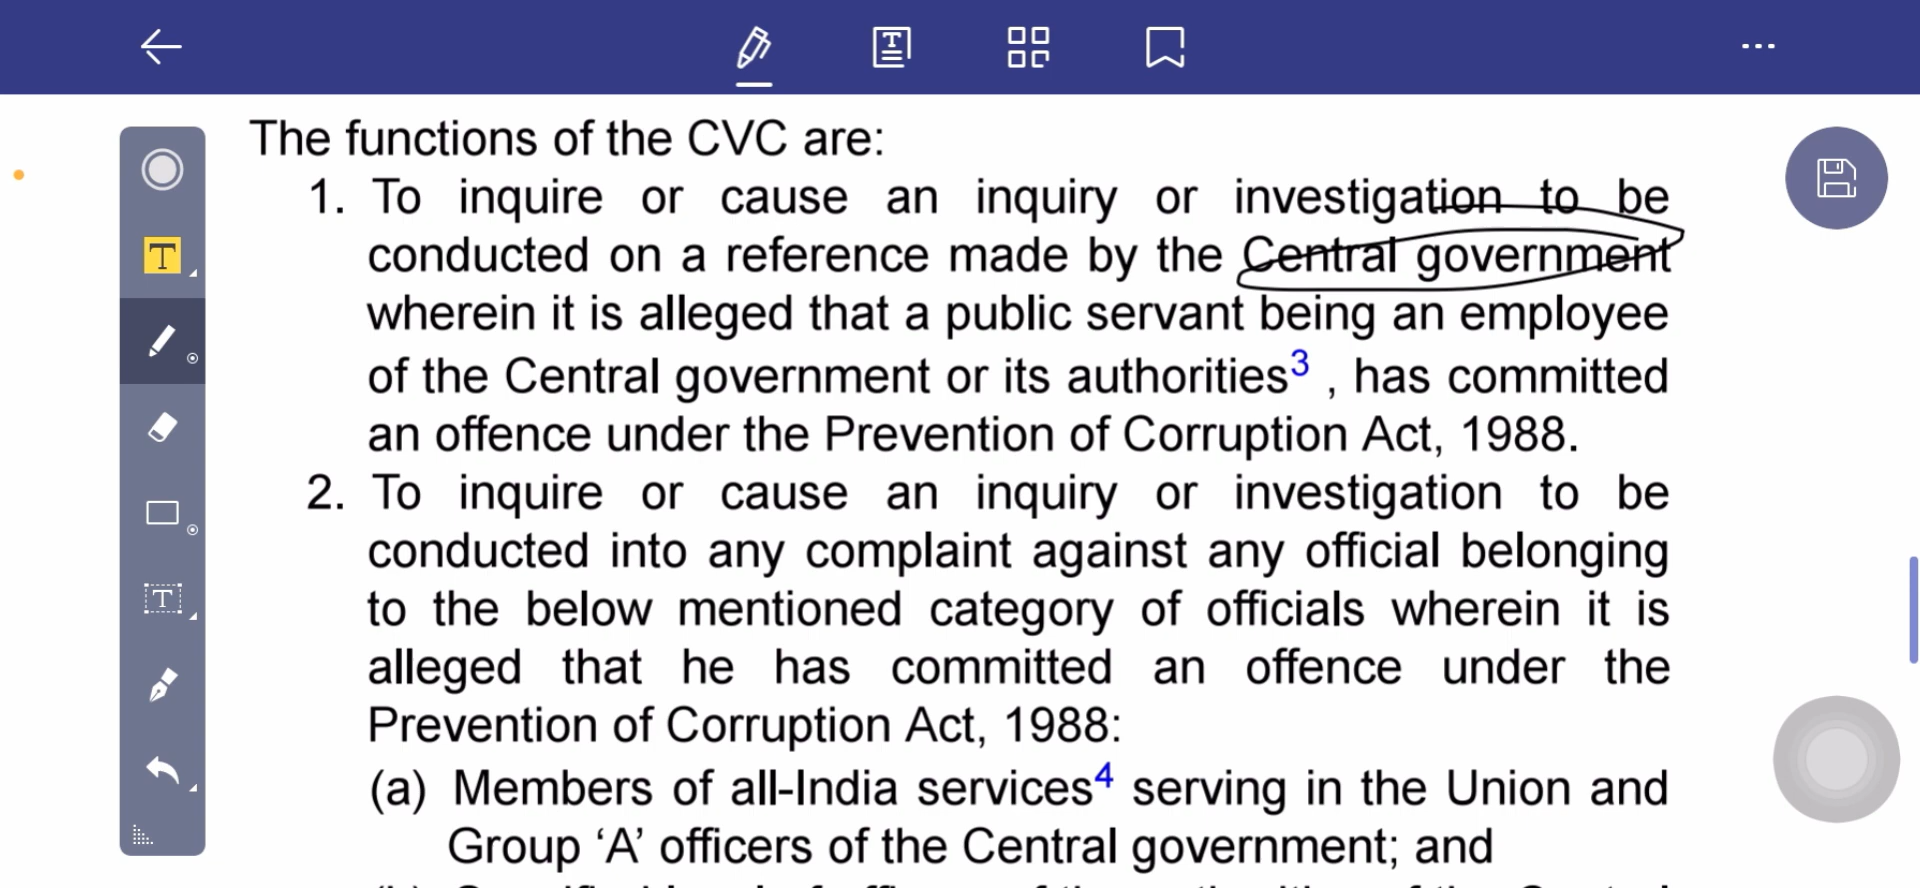 The functions of the CVC are:
1. To inquire or cause an inquiry or investigation to be
conducted on a reference made by the Central government
wherein it is alleged that a public servant being an employee
of the Central government or its authorities3 , has committed
an offence under the Prevention of Corruption Act, 1988.
2. To inquire or cause an inquiry or investigation to be
conducted into any complaint against any official belonging
to the below mentioned category of officials wherein it is
alleged that he has committed an offence under the
Prevention of Corruption Act, 1988:
(a) Members of all-India services4 serving in the Union and
Group ‘A’ officers of the Central government; and